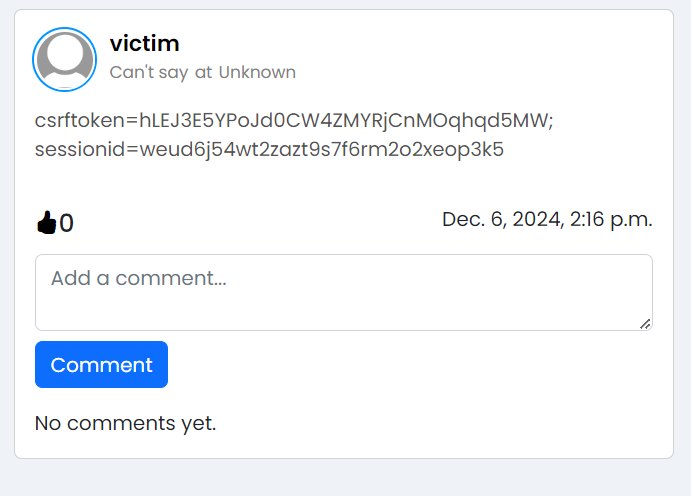 victim
Can't say at Unknown
csrftoken=hLEJ3E5YPoJd0CW4ZMYRjCnMOqhqd5MW;
sessionid=weud6j54wt2zazt9s7f6rm2o2xeop3k5
0
Dec. 6, 2024, 2:16 p.m.
Add a comment...
Comment
No comments yet.